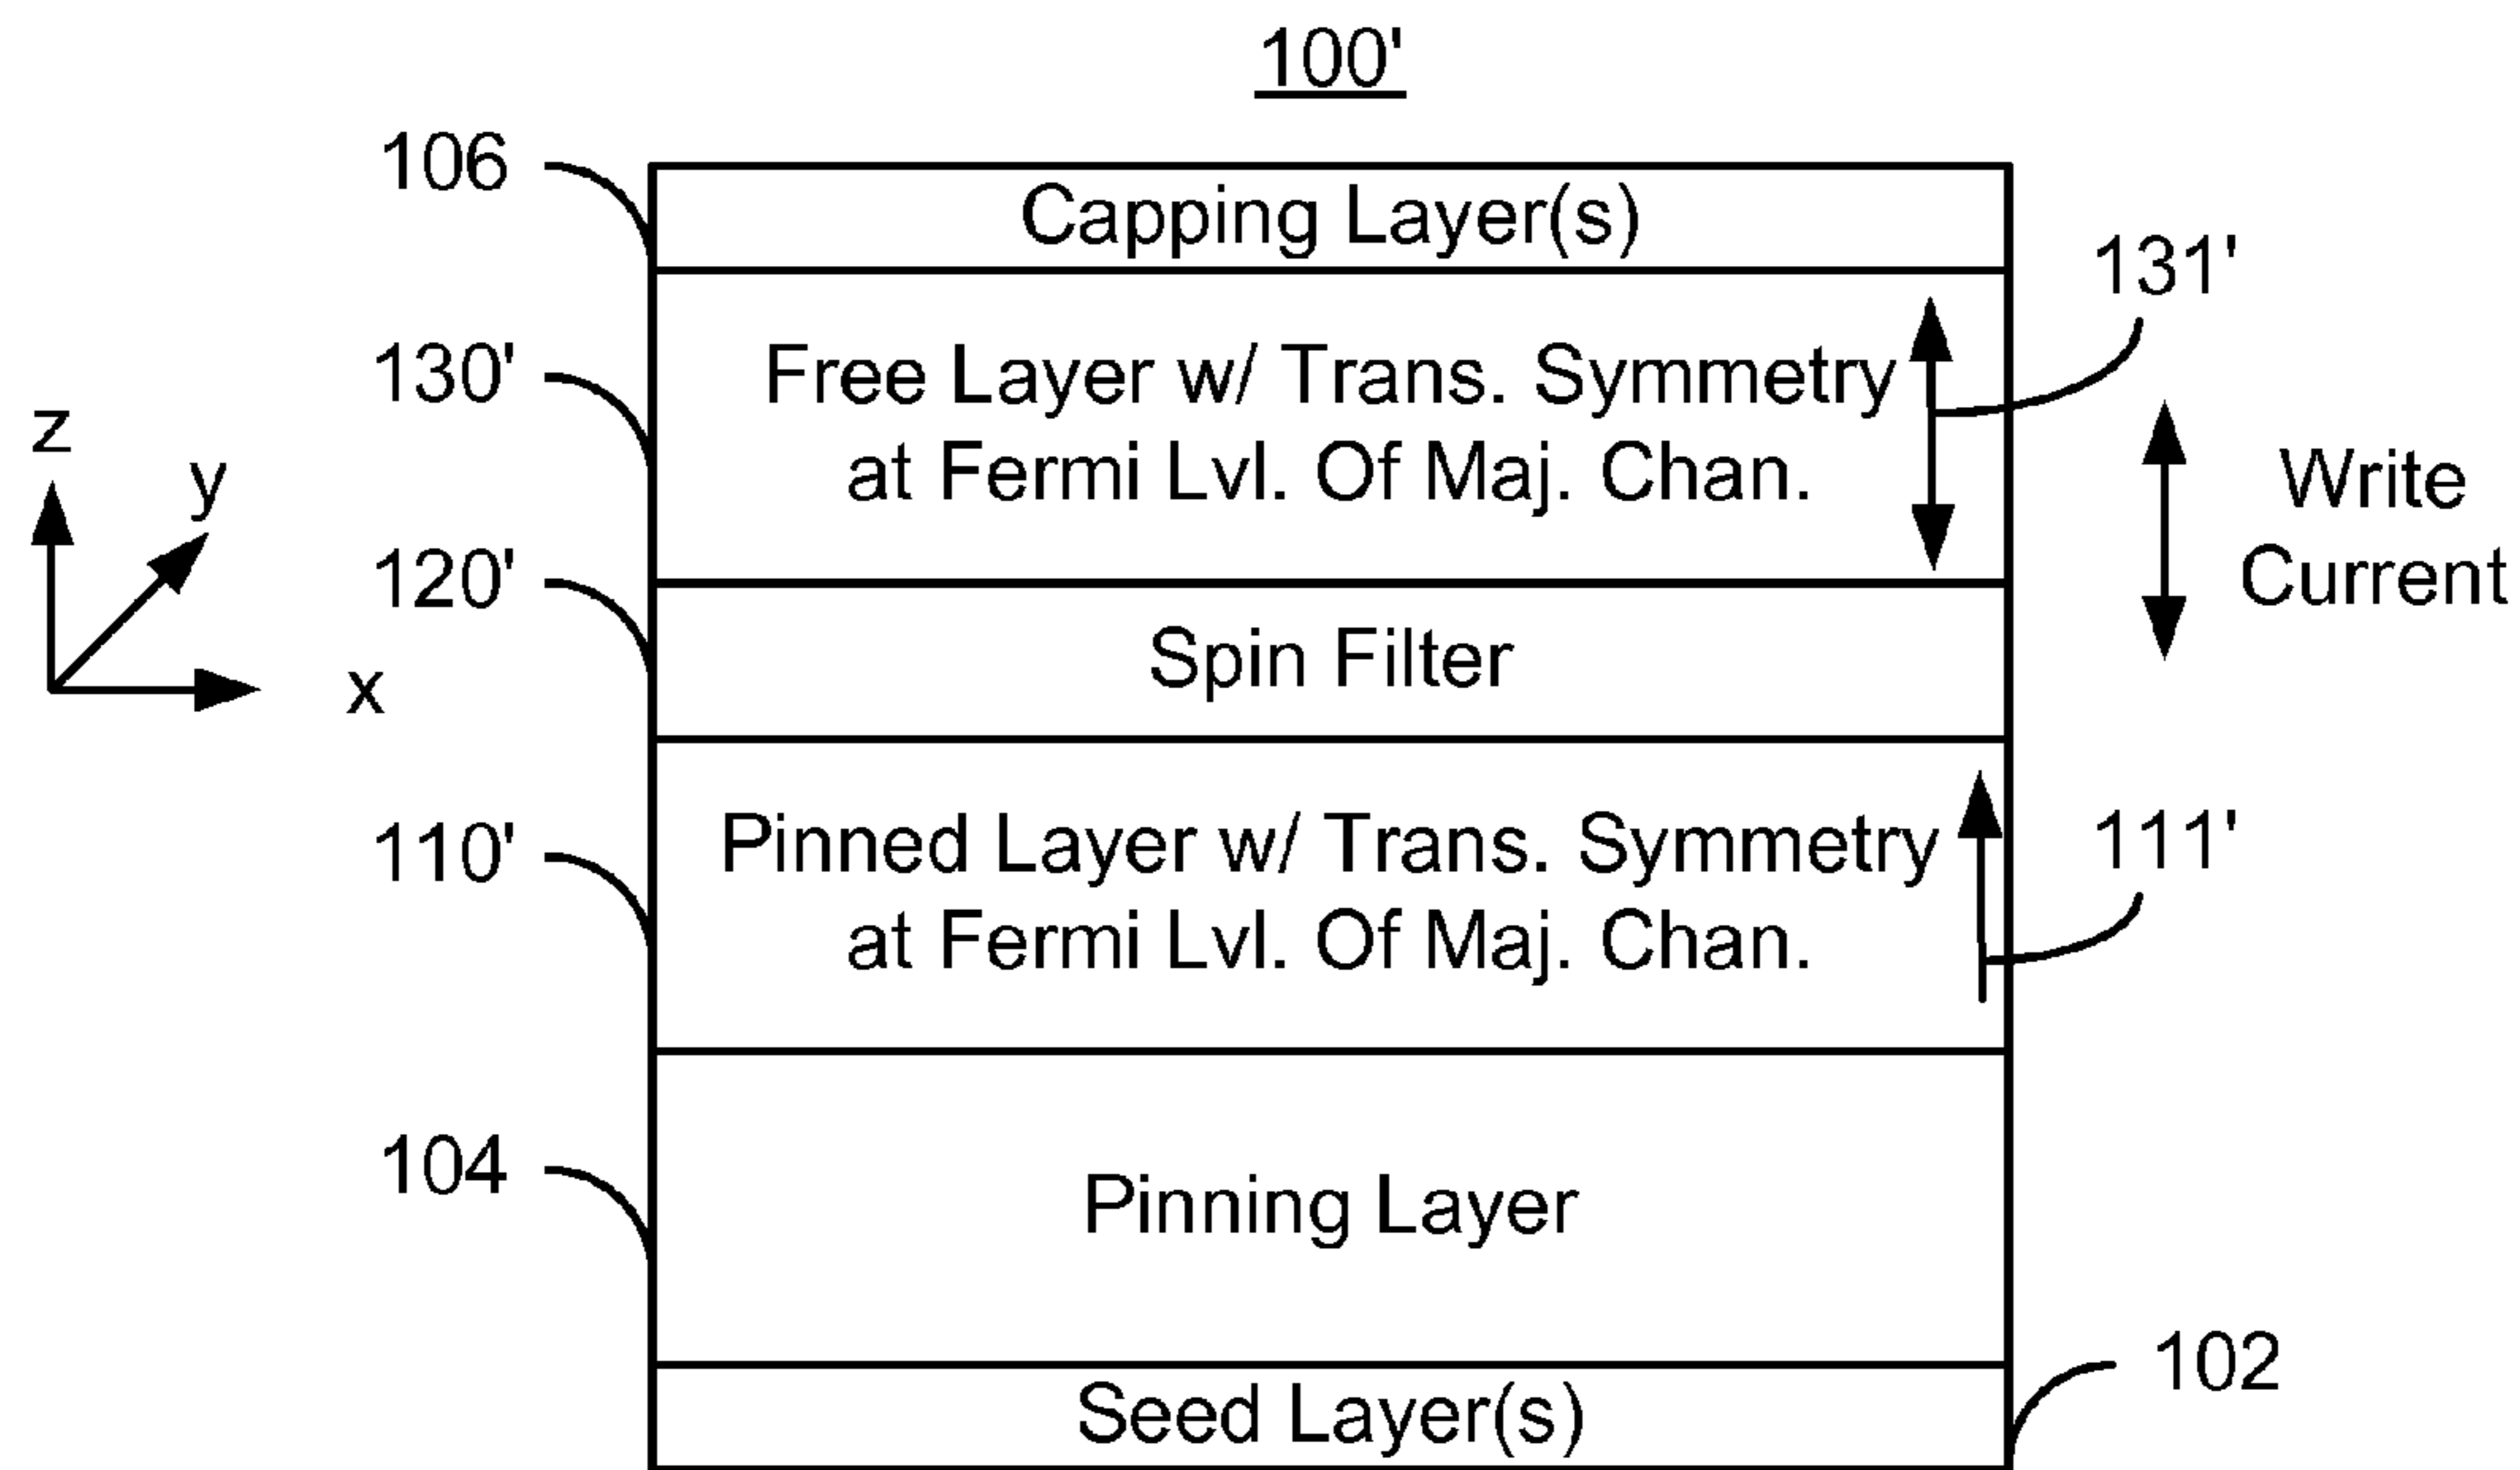 100'
106
Capping Layer(s)
131'
130'
Free Layer w/ Trans. Symmetry
at Fermi Lvl. Of Maj. Chan.
z
y
x
Write
Current
120'
Spin Filter
110'
Pinned Layer w/ Trans. Symmetry
at Fermi Lvl. Of Maj. Chan.
111'
104
Pinning Layer
102
Seed Layer(s)